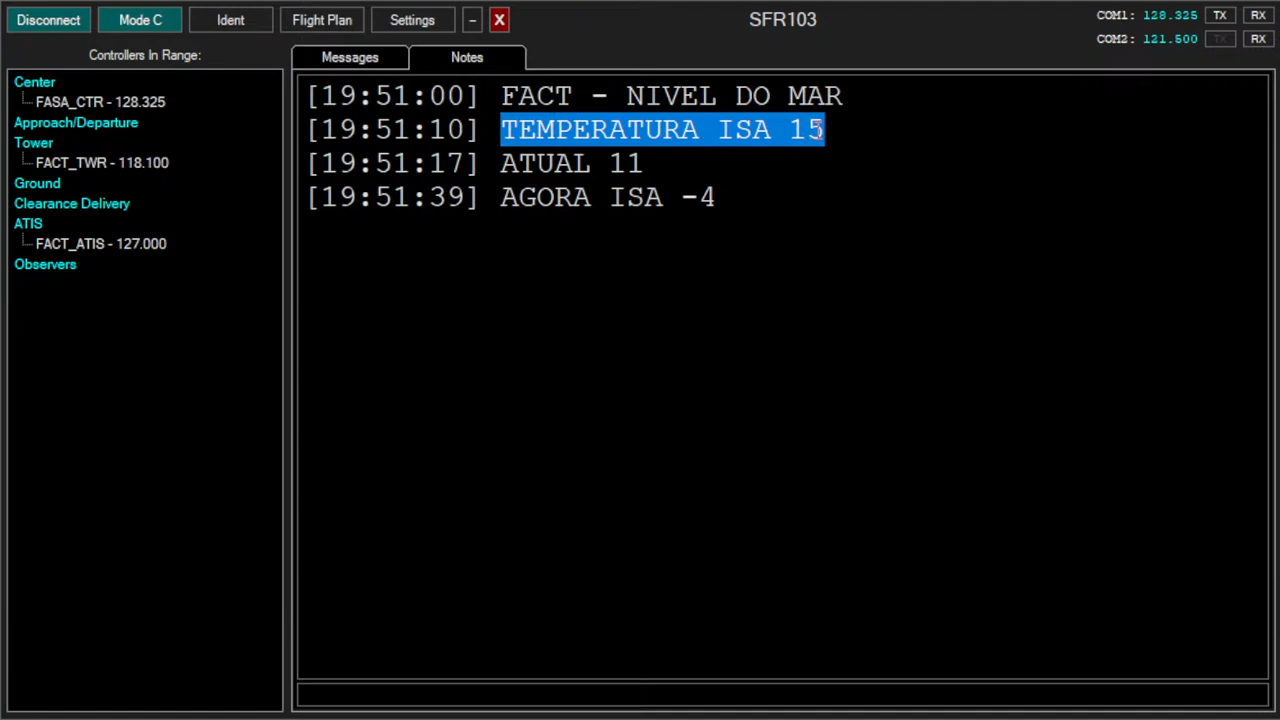 Disconnect Mode C Ident Flight Plan Settings – X SFR103 COM1: 128.325 TX RX
COM2: 121.500 TX RX
Controllers In Range:
Messages Notes
Center
FASA_CTR - 128.325
Approach/Departure
Tower
FACT_TWR - 118.100
Ground
Clearance Delivery
ATIS
FACT_ATIS - 127.000
Observers
[19:51:00] FACT - NIVEL DO MAR
[19:51:10] TEMPERATURA ISA 15
[19:51:17] ATUAL 11
[19:51:39] AGORA ISA -4